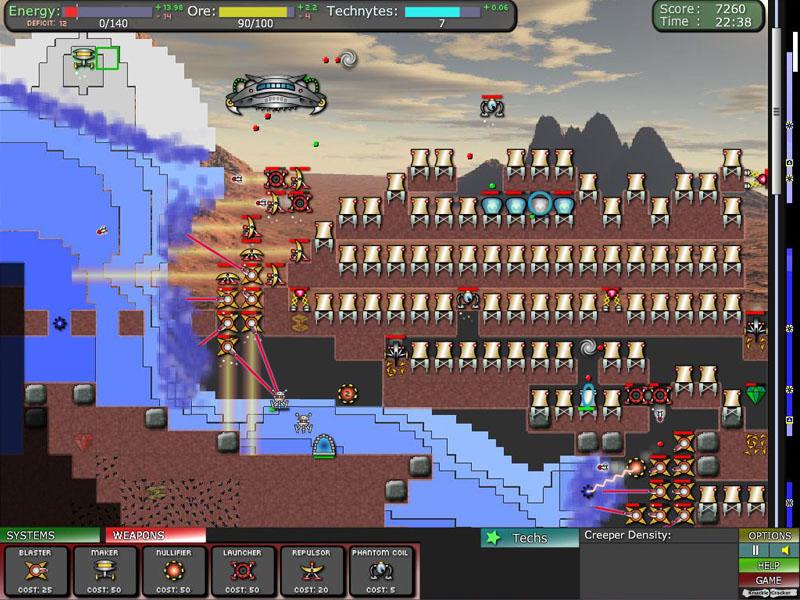 Energy: +13.98 -14 Ore: +2.2 -4 Technytes: +0.06
DEFICIT: 12 0/140 90/100 7
Score: 7260
Time : 22:38
SYSTEMS WEAPONS Techs Creeper Density: OPTIONS
BLASTER MAKER NULLIFIER LAUNCHER REPULSOR PHANTOM COIL
COST: 25 COST: 50 COST: 50 COST: 50 COST: 20 COST: 5
HELP
GAME
Knuckle Cracker